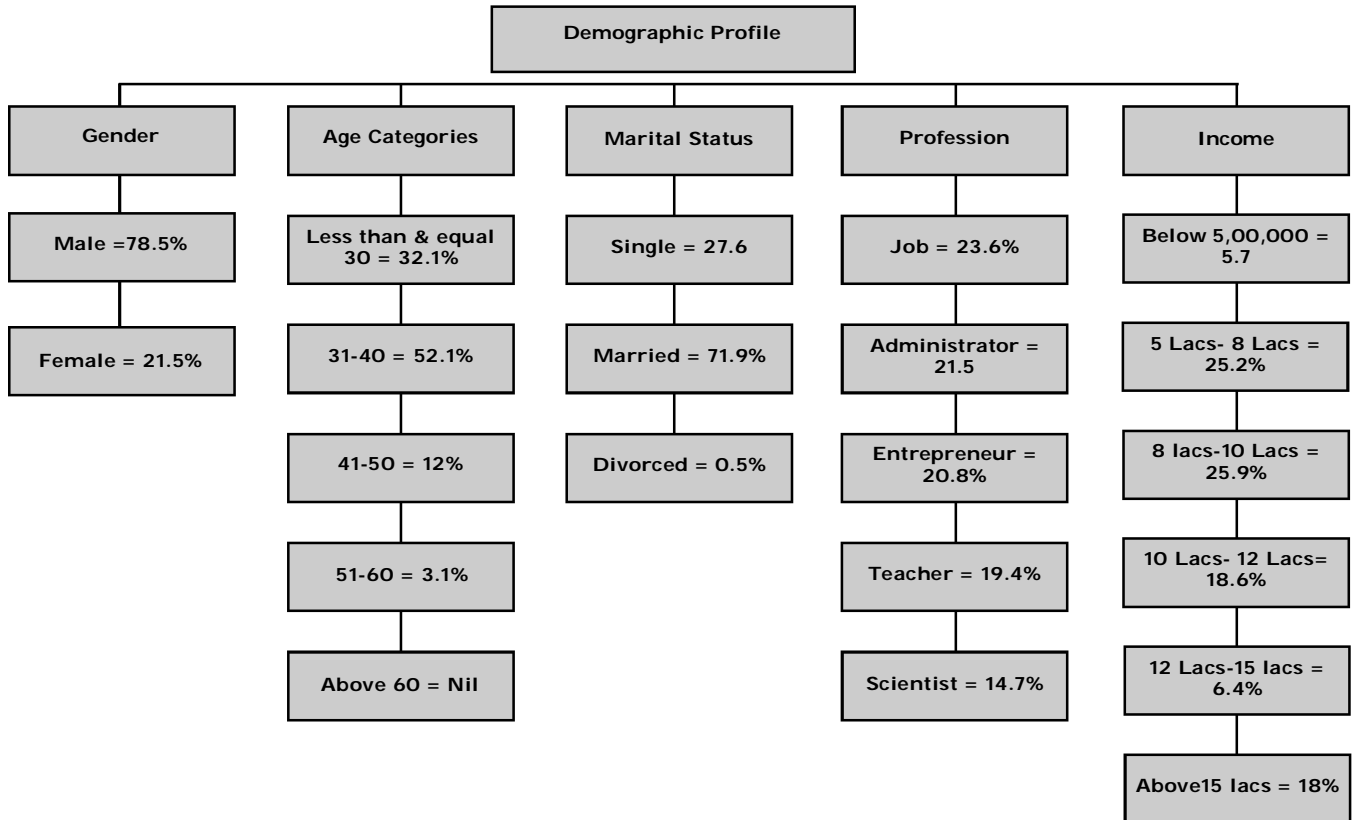 Demographic Profile
Gender
Male =78.5%
Female = 21.5%
Age Categories
Less than & equal
30 = 32.1%
31-40 = 52.1%
41-50 = 12%
51-60 = 3.1%
Above 60 = Nil
Marital Status
Single = 27.6
Married = 71.9%
Divorced = 0.5%
Profession
Job = 23.6%
Administrator =
21.5
Entrepreneur =
20.8%
Teacher = 19.4%
Scientist = 14.7%
Income
Below 5,00,000 =
5.7
5 Lacs- 8 Lacs =
25.2%
8 lacs-10 Lacs =
25.9%
10 Lacs- 12 Lacs=
18.6%
12 Lacs-15 lacs =
6.4%
Above15 lacs = 18%